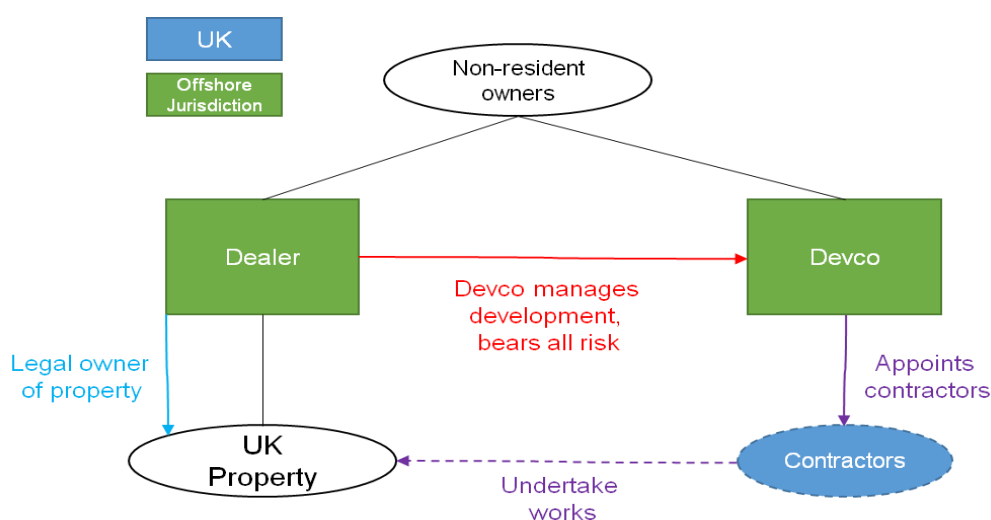 UK
Offshore
Jurisdiction
Non-resident
owners
Dealer
Devco
Devco manages
development,
bears all risk
Legal owner
of property
Appoints
contractors
UK
Property
Contractors
Undertake
works